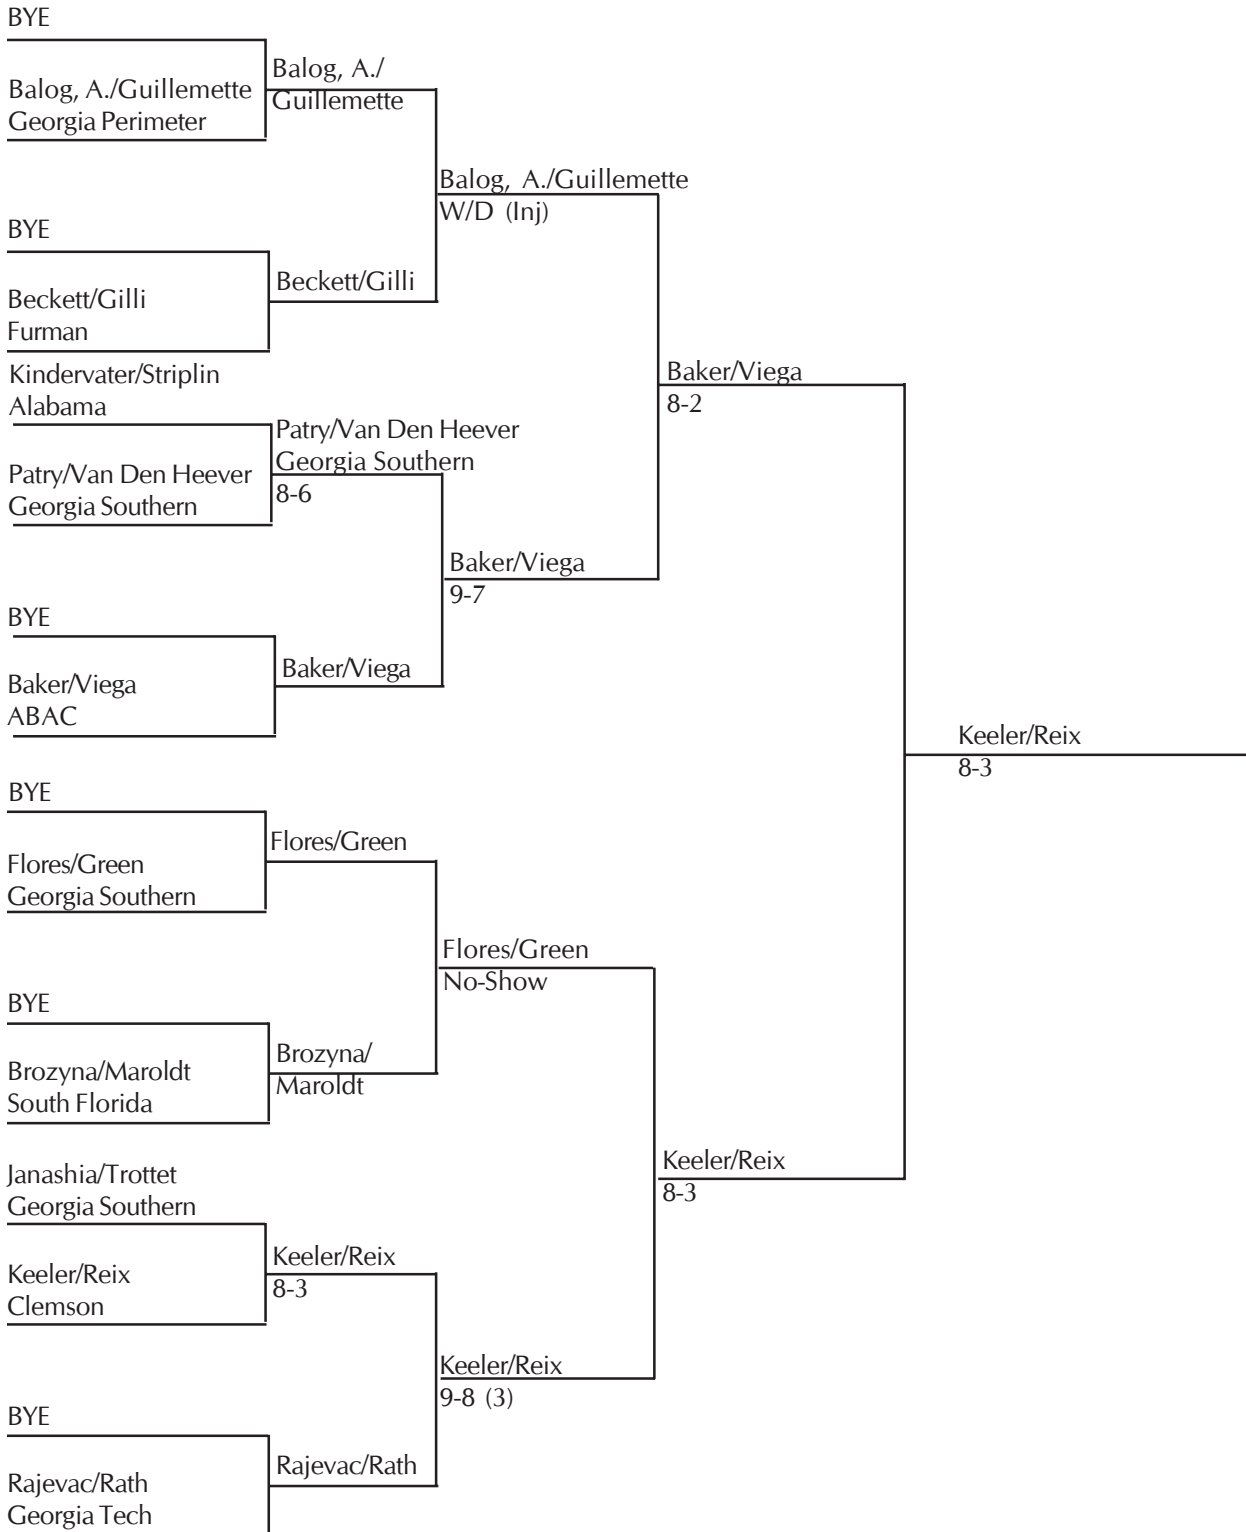 BYE
Balog, A./Guillemette
Georgia Perimeter
BYE
Beckett/Gilli
Furman
Kindervater/Striplin
Alabama
Patry/Van Den Heever
Georgia Southern
BYE
Baker/Viega
ABAC
BYE
Flores/Green
Georgia Southern
BYE
Brozyna/Maroldt
South Florida
Janashia/Trottet
Georgia Southern
Keeler/Reix
Clemson
BYE
Rajevac/Rath
Georgia Tech
Balog, A./
Guillemette
Beckett/Gilli
Patry/Van Den Heever
Georgia Southern
8-6
Baker/Viega
Flores/Green
Brozyna/
Maroldt
Keeler/Reix
8-3
Rajevac/Rath
Balog, A./Guillemette
W/D (Inj)
Baker/Viega
9-7
Flores/Green
No-Show
Keeler/Reix
9-8 (3)
Baker/Viega
8-2
Keeler/Reix
8-3
Keeler/Reix
8-3